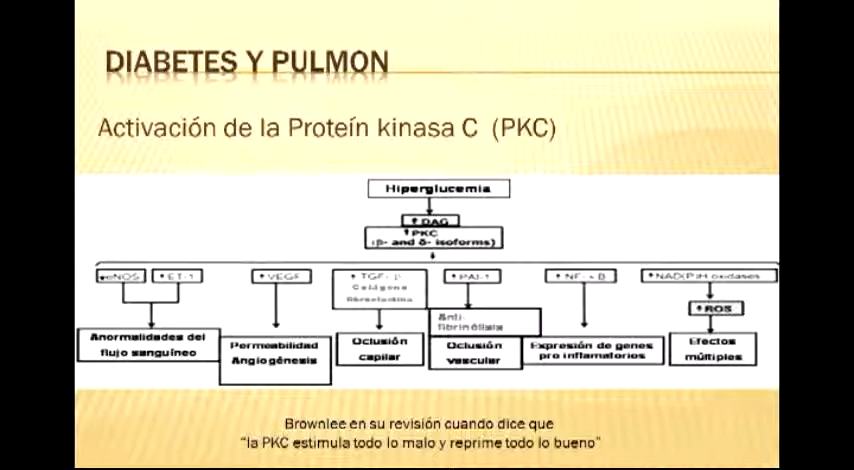 DIABETES Y PULMON
Activación de la Proteín kinasa C (PKC)
Hiperglucemia
↑ DAG
↑ PKC
(β- and δ- isoforms)
eNOS
↑ ET-1
↑ VEGF
↑ TGF-β
Colágeno
fibronectina
↑ PAI-1
↑ NF-κB
↑ NAD(P)H oxidases
Anti-
fibrinólisis
↑ ROS
Anormalidades del
flujo sanguíneo
Permeabilidad
Angiogénesis
Oclusión
capilar
Oclusión
vascular
Expresión de genes
pro inflamatorios
Efectos
múltiples
Brownlee en su revisión cuando dice que
“la PKC estimula todo lo malo y reprime todo lo bueno”